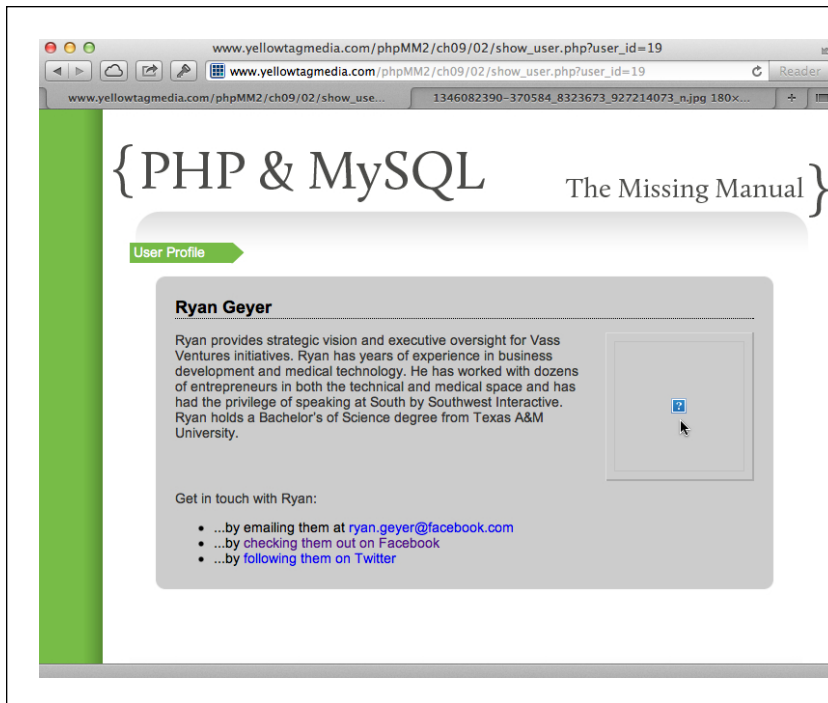 www.yellowtagmedia.com/phpMM2/ch09/02/show_user.php?user_id=19
www.yellowtagmedia.com/phpMM2/ch09/02/show_user.php?user_id=19
Reader
www.yellowtagmedia.com/phpMM2/ch09/02/show_use...
1346082390-370584_8323673_927214073_n.jpg 180×...
+
{PHP & MySQL
The Missing Manual}
User Profile
Ryan Geyer
Ryan provides strategic vision and executive oversight for Vass
Ventures initiatives. Ryan has years of experience in business
development and medical technology. He has worked with dozens
of entrepreneurs in both the technical and medical space and has
had the privilege of speaking at South by Southwest Interactive.
Ryan holds a Bachelor's of Science degree from Texas A&M
University.
?
Get in touch with Ryan:
• ...by emailing them at ryan.geyer@facebook.com
• ...by checking them out on Facebook
• ...by following them on Twitter